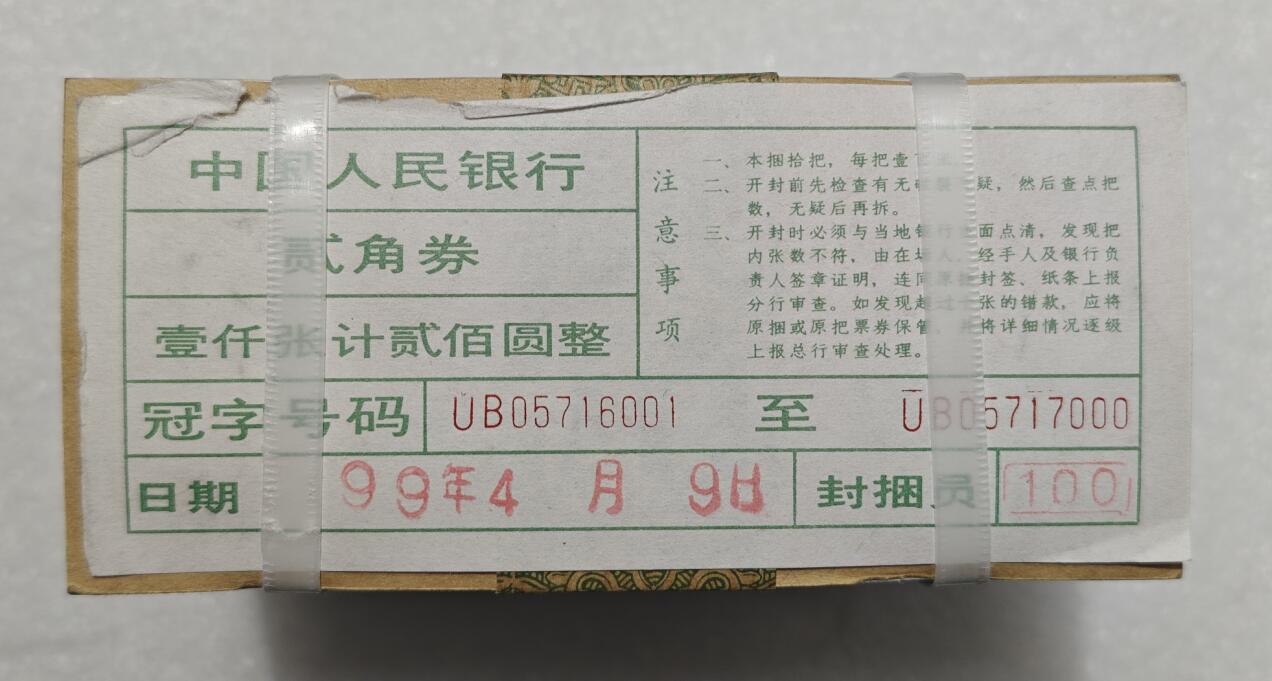 中国人民银行
贰角券
壹仟张计贰佰圆整
注意事项
一、本捆拾把，每把壹
二、开封前先检查有无破裂 疑，然后查点把
数，无疑后再拆。
三、开封时必须与当地银行 面点清，发现把
内张数不符，由在场人、经手人及银行负
责人签章证明，连同原捆封签、纸条上报
分行审查。如发现超过十张的错款，应将
原捆或原把票券保管，并将详细情况逐级
上报总行审查处理。
冠字号码 UB05716001 至 UB05717000
日期 99年4月9日 封捆员 100